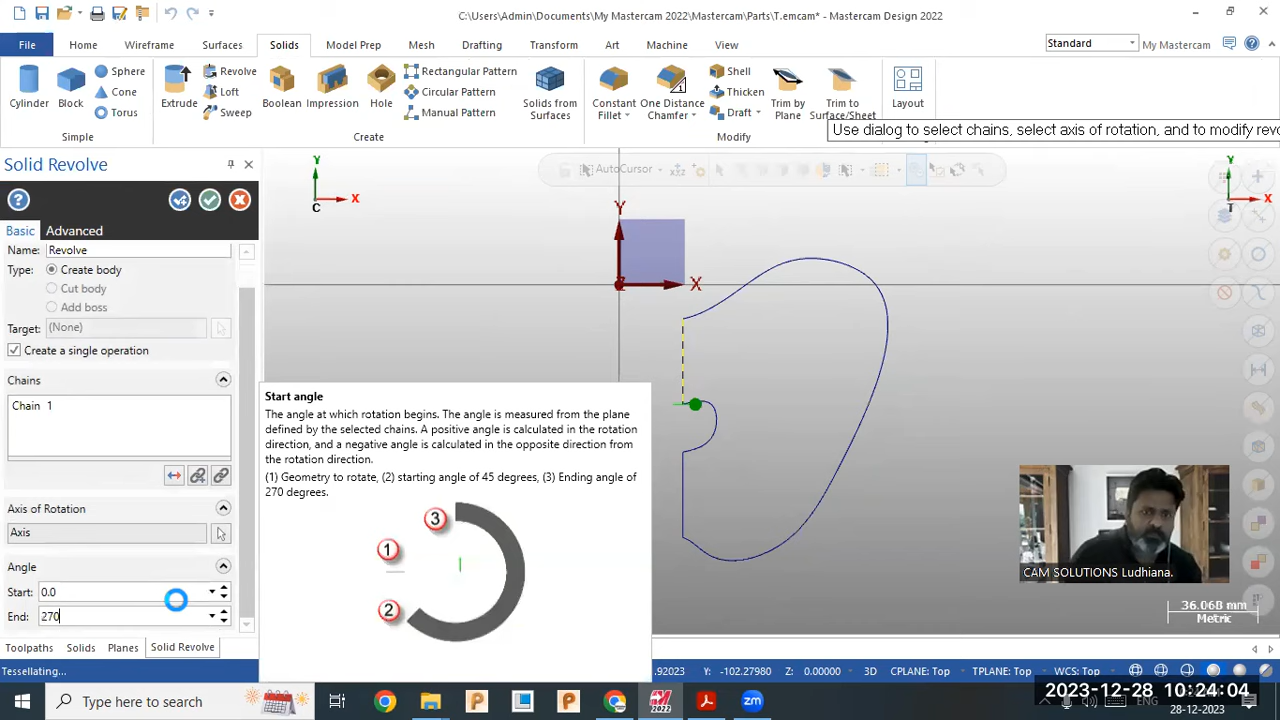 C:\Users\Admin\Documents\My Mastercam 2022\Mastercam\Parts\T.emcam* - Mastercam Design 2022
File Home Wireframe Surfaces Solids Model Prep Mesh Drafting Transform Art Machine View Standard My Mastercam
Cylinder Block Sphere Cone Torus
Simple
Extrude Revolve Loft Sweep Boolean Impression Hole Rectangular Pattern Circular Pattern Manual Pattern Solids from Surfaces
Create
Constant Fillet One Distance Chamfer Shell Thicken Draft Trim by Plane Trim to Surface/Sheet
Modify
Layout
Use dialog to select chains, select axis of rotation, and to modify rev
Solid Revolve
Basic Advanced
Name: Revolve
Type: Create body
Cut body
Add boss
Target: (None)
Create a single operation
Chains
Chain 1
Axis of Rotation
Axis
Angle
Start: 0.0
End: 270
Toolpaths Solids Planes Solid Revolve
Tessellating.
AutoCursor
Y
X
C
Y
X
Z
Y
X
T
Start angle
The angle at which rotation begins. The angle is measured from the plane
defined by the selected chains. A positive angle is calculated in the rotation
direction, and a negative angle is calculated in the opposite direction from
the rotation direction.
(1) Geometry to rotate, (2) starting angle of 45 degrees, (3) Ending angle of
270 degrees.
3
1
2
CAM SOLUTIONS Ludhiana.
36.068 mm
Metric
.92023 Y: -102.27980 Z: 0.00000 3D CPLANE: Top TPLANE: Top WCS: Top
Type here to search
2022
zm
2023-12-28 10:24:04
28-12-2023